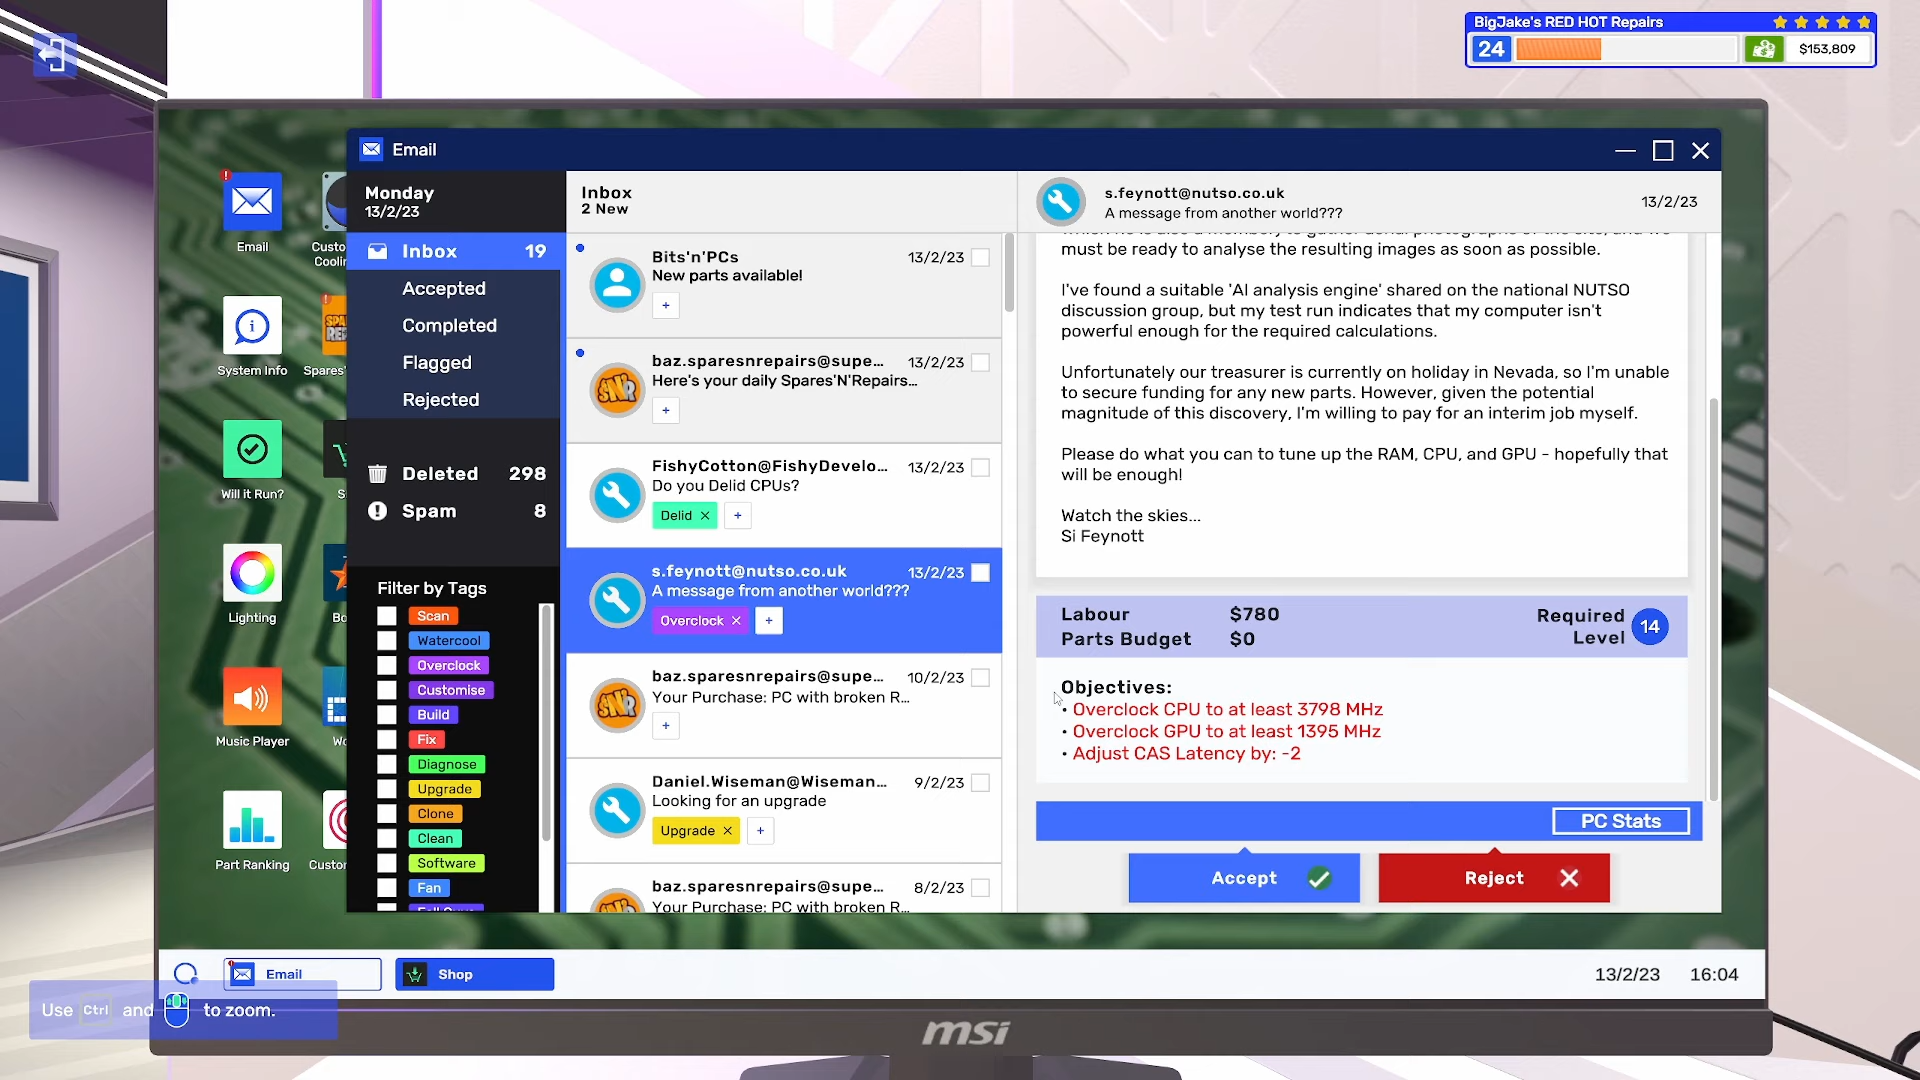 BigJake's RED HOT Repairs
24
$153,809
Email
Monday
13/2/23
Inbox 19
Accepted
Completed
Flagged
Rejected
Deleted 298
Spam 8
Filter by Tags
Scan
Watercool
Overclock
Customise
Build
Fix
Diagnose
Upgrade
Clone
Clean
Software
Fan
Inbox
2 New
Bits'n'PCs 13/2/23
New parts available!
+
baz.sparesnrepairs@supe... 13/2/23
Here's your daily Spares'N'Repairs...
+
FishyCotton@FishyDevelo... 13/2/23
Do you Delid CPUs?
Delid × +
s.feynott@nutso.co.uk 13/2/23
A message from another world???
Overclock × +
baz.sparesnrepairs@supe... 10/2/23
Your Purchase: PC with broken R...
+
Daniel.Wiseman@Wiseman... 9/2/23
Looking for an upgrade
Upgrade × +
baz.sparesnrepairs@supe... 8/2/23
Your Purchase: PC with broken R...
s.feynott@nutso.co.uk
A message from another world???
13/2/23
must be ready to analyse the resulting images as soon as possible.
I've found a suitable 'AI analysis engine' shared on the national NUTSO
discussion group, but my test run indicates that my computer isn't
powerful enough for the required calculations.
Unfortunately our treasurer is currently on holiday in Nevada, so I'm unable
to secure funding for any new parts. However, given the potential
magnitude of this discovery, I'm willing to pay for an interim job myself.
Please do what you can to tune up the RAM, CPU, and GPU - hopefully that
will be enough!
Watch the skies...
Si Feynott
Labour $780
Parts Budget $0
Required
Level 14
Objectives:
• Overclock CPU to at least 3798 MHz
• Overclock GPU to at least 1395 MHz
• Adjust CAS Latency by: -2
PC Stats
Accept
Reject
Email
System Info
Will it Run?
Lighting
Music Player
Part Ranking
Email
Shop
13/2/23 16:04
Use Ctrl and to zoom.
msi